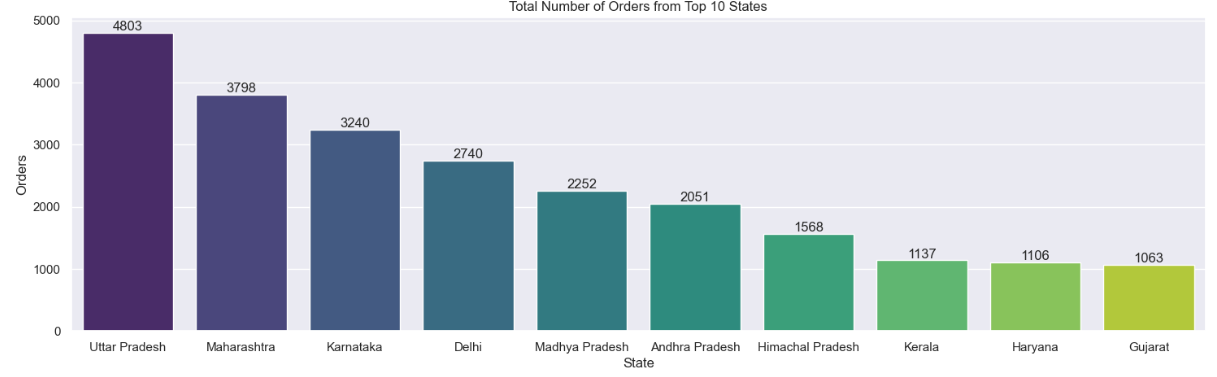 Total Number of Orders from Top 10 States
Orders
5000
4000
3000
2000
1000
0
4803
3798
3240
2740
2252
2051
1568
1137
1106
1063
Uttar Pradesh
Maharashtra
Karnataka
Delhi
Madhya Pradesh
Andhra Pradesh
Himachal Pradesh
Kerala
Haryana
Gujarat
State